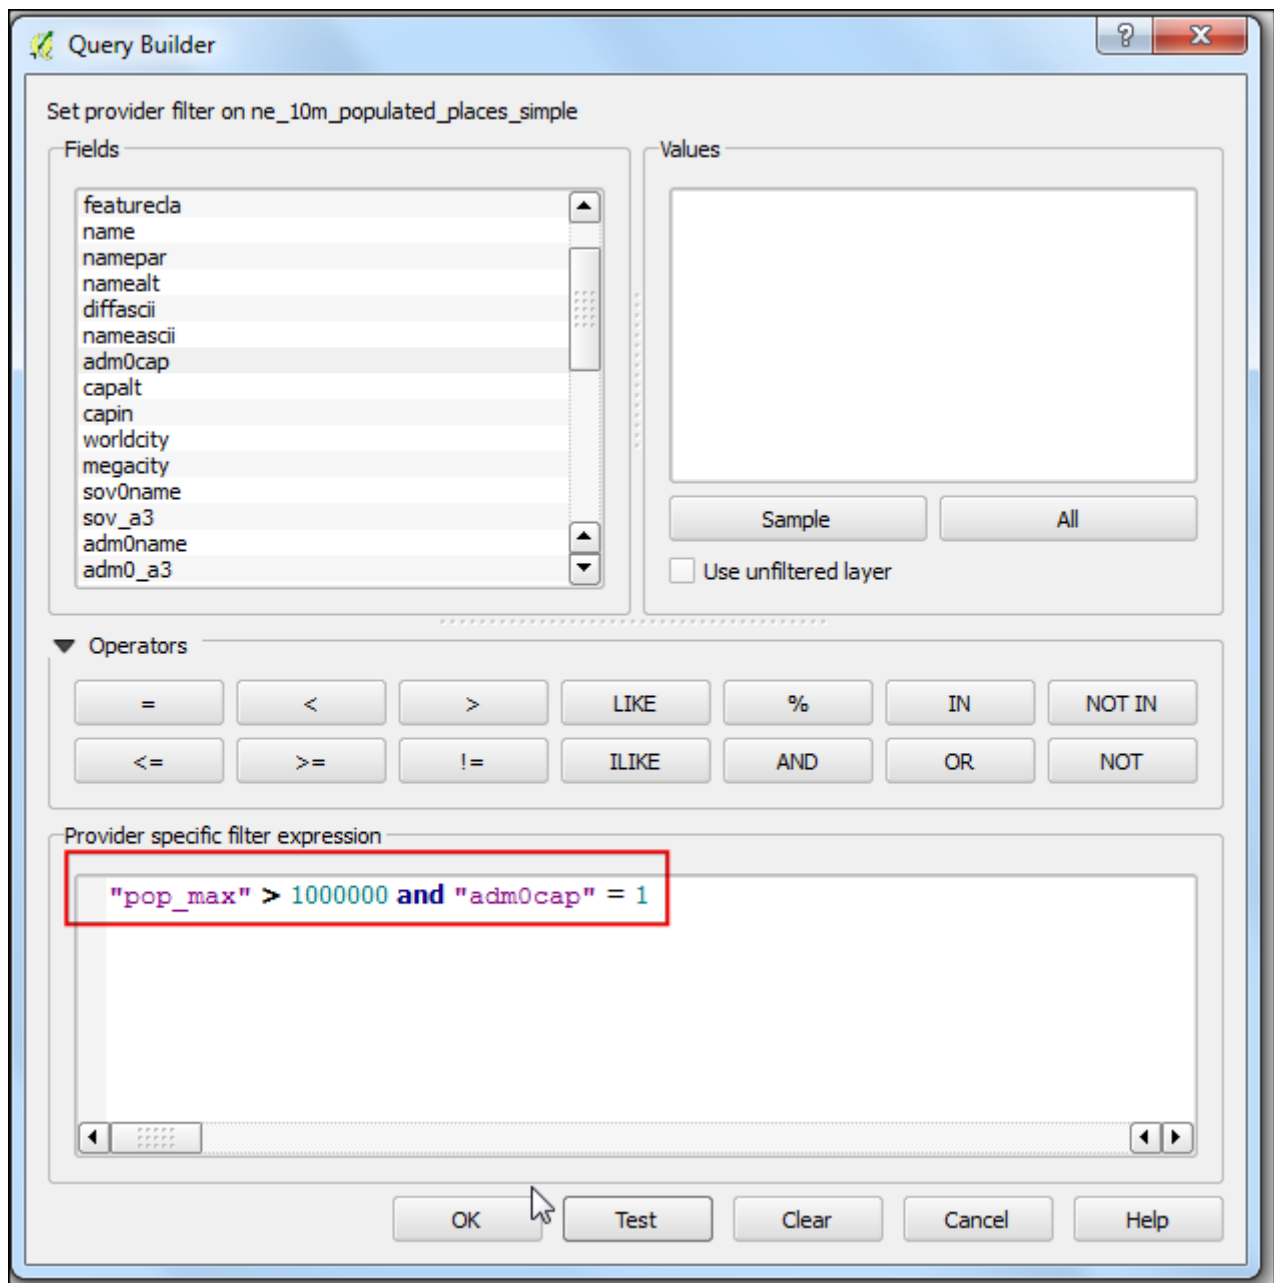 Query Builder
Set provider filter on ne_10m_populated_places_simple
Fields
featurecla
name
namepar
namealt
diffascii
nameascii
adm0cap
capalt
capin
worldcity
megacity
sov0name
sov_a3
adm0name
adm0_a3
Values
Sample All
Use unfiltered layer
Operators
= < > LIKE % IN NOT IN
<= >= != ILIKE AND OR NOT
Provider specific filter expression
"pop_max" > 1000000 and "adm0cap" = 1
OK Test Clear Cancel Help